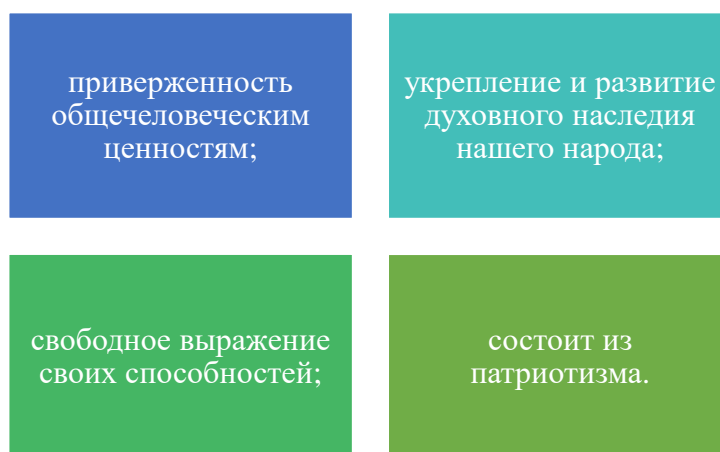 приверженность
общечеловеческим
ценностям;
укрепление и развитие
духовного наследия
нашего народа;
свободное выражение
своих способностей;
состоит из
патриотизма.